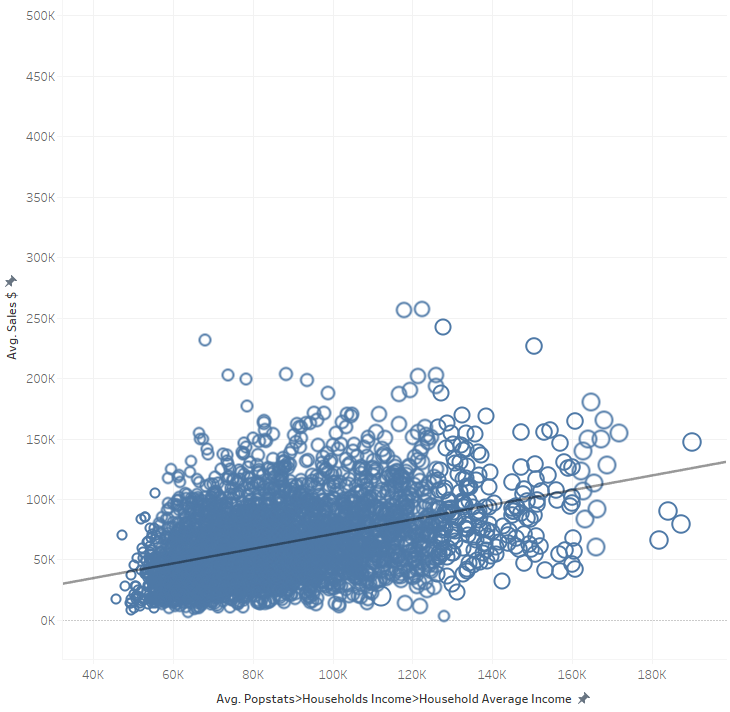 500K
450K
400K
350K
300K
250K
200K
150K
100K
50K
0K
Avg. Sales $
40K 60K 80K 100K 120K 140K 160K 180K
Avg. Popstats>Households Income>Household Average Income